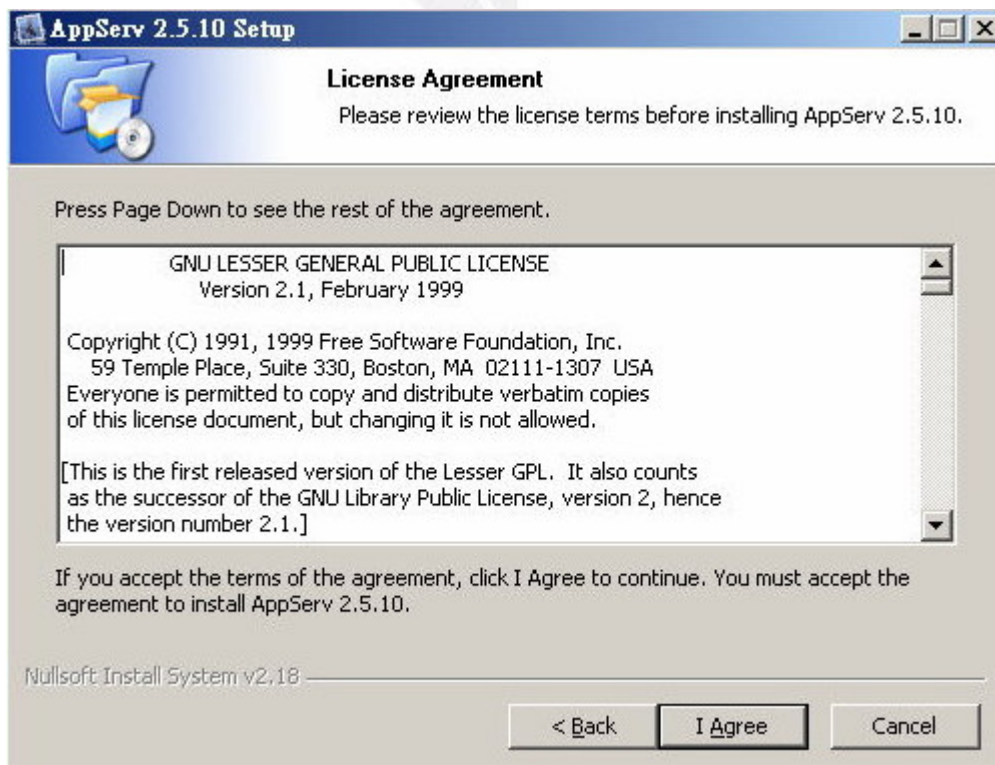 AppServ 2.5.10 Setup
License Agreement
Please review the license terms before installing AppServ 2.5.10.
Press Page Down to see the rest of the agreement.
GNU LESSER GENERAL PUBLIC LICENSE
Version 2.1, February 1999
Copyright (C) 1991, 1999 Free Software Foundation, Inc.
59 Temple Place, Suite 330, Boston, MA  02111-1307  USA
Everyone is permitted to copy and distribute verbatim copies
of this license document, but changing it is not allowed.
[This is the first released version of the Lesser GPL.  It also counts
as the successor of the GNU Library Public License, version 2, hence
the version number 2.1.]
If you accept the terms of the agreement, click I Agree to continue. You must accept the
agreement to install AppServ 2.5.10.
Nullsoft Install System v2.18
< Back
I Agree
Cancel